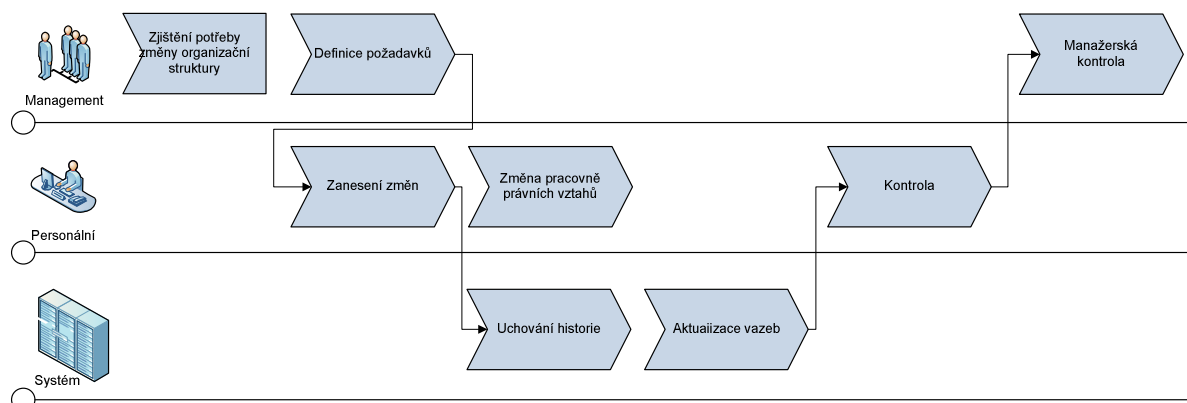 Zjištění potřeby
změny organizační
struktury
Definice požadavků
Manažerská
kontrola
Management
Zanesení změn
Změna pracovně
právních vztahů
Kontrola
Personální
Uchování historie
Aktuaiizace vazeb
Systém